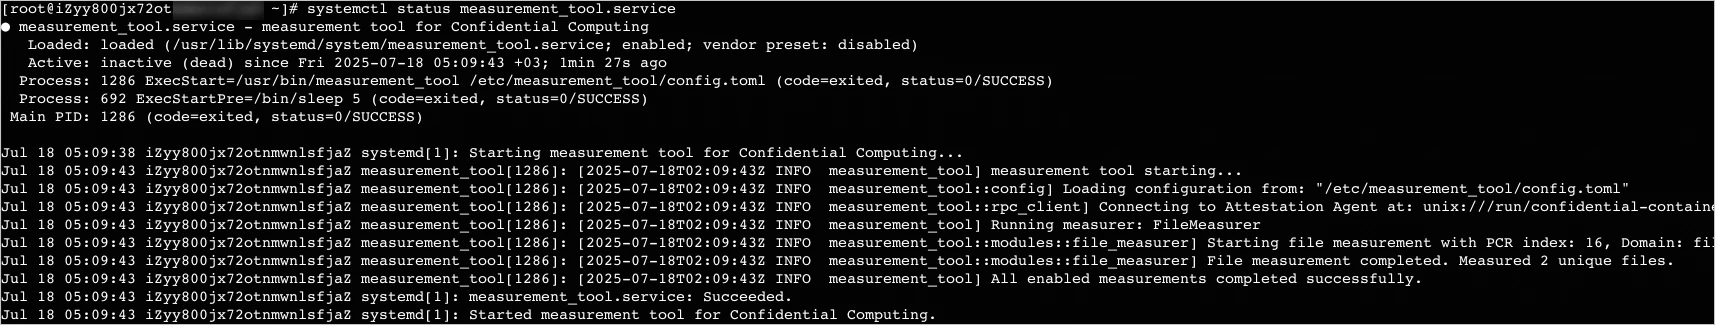 [root@iZyy800jx72ot ~]# systemctl status measurement_tool.service
● measurement_tool.service - measurement tool for Confidential Computing
Loaded: loaded (/usr/lib/systemd/system/measurement_tool.service; enabled; vendor preset: disabled)
Active: inactive (dead) since Fri 2025-07-18 05:09:43 +03; 1min 27s ago
Process: 1286 ExecStart=/usr/bin/measurement_tool /etc/measurement_tool/config.toml (code=exited, status=0/SUCCESS)
Process: 692 ExecStartPre=/bin/sleep 5 (code=exited, status=0/SUCCESS)
Main PID: 1286 (code=exited, status=0/SUCCESS)
Jul 18 05:09:38 iZyy800jx72otnmwnlsfjaZ systemd[1]: Starting measurement tool for Confidential Computing...
Jul 18 05:09:43 iZyy800jx72otnmwnlsfjaZ measurement_tool[1286]: [2025-07-18T02:09:43Z INFO  measurement_tool] measurement tool starting...
Jul 18 05:09:43 iZyy800jx72otnmwnlsfjaZ measurement_tool[1286]: [2025-07-18T02:09:43Z INFO  measurement_tool::config] Loading configuration from: "/etc/measurement_tool/config.toml"
Jul 18 05:09:43 iZyy800jx72otnmwnlsfjaZ measurement_tool[1286]: [2025-07-18T02:09:43Z INFO  measurement_tool::rpc_client] Connecting to Attestation Agent at: unix:///run/confidential-containe
Jul 18 05:09:43 iZyy800jx72otnmwnlsfjaZ measurement_tool[1286]: [2025-07-18T02:09:43Z INFO  measurement_tool] Running measurer: FileMeasurer
Jul 18 05:09:43 iZyy800jx72otnmwnlsfjaZ measurement_tool[1286]: [2025-07-18T02:09:43Z INFO  measurement_tool::modules::file_measurer] Starting file measurement with PCR index: 16, Domain: fil
Jul 18 05:09:43 iZyy800jx72otnmwnlsfjaZ measurement_tool[1286]: [2025-07-18T02:09:43Z INFO  measurement_tool::modules::file_measurer] File measurement completed. Measured 2 unique files.
Jul 18 05:09:43 iZyy800jx72otnmwnlsfjaZ measurement_tool[1286]: [2025-07-18T02:09:43Z INFO  measurement_tool] All enabled measurements completed successfully.
Jul 18 05:09:43 iZyy800jx72otnmwnlsfjaZ systemd[1]: measurement_tool.service: Succeeded.
Jul 18 05:09:43 iZyy800jx72otnmwnlsfjaZ systemd[1]: Started measurement tool for Confidential Computing.